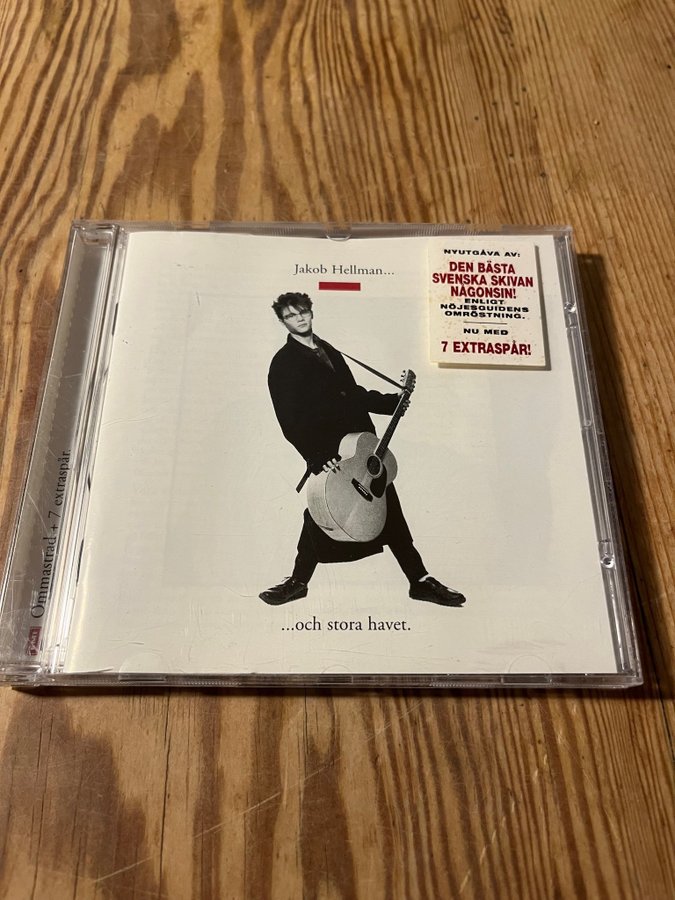 Jakob Hellman...
NYUTGÅVA AV:
DEN BÄSTA
SVENSKA SKIVAN
NÅGONSIN!
ENLIGT
NÖJESGUIDENS
OMRÖSTNING.
NU MED
7 EXTRASPÅR!
...och stora havet.
Ommastrad + 7 extraspår.